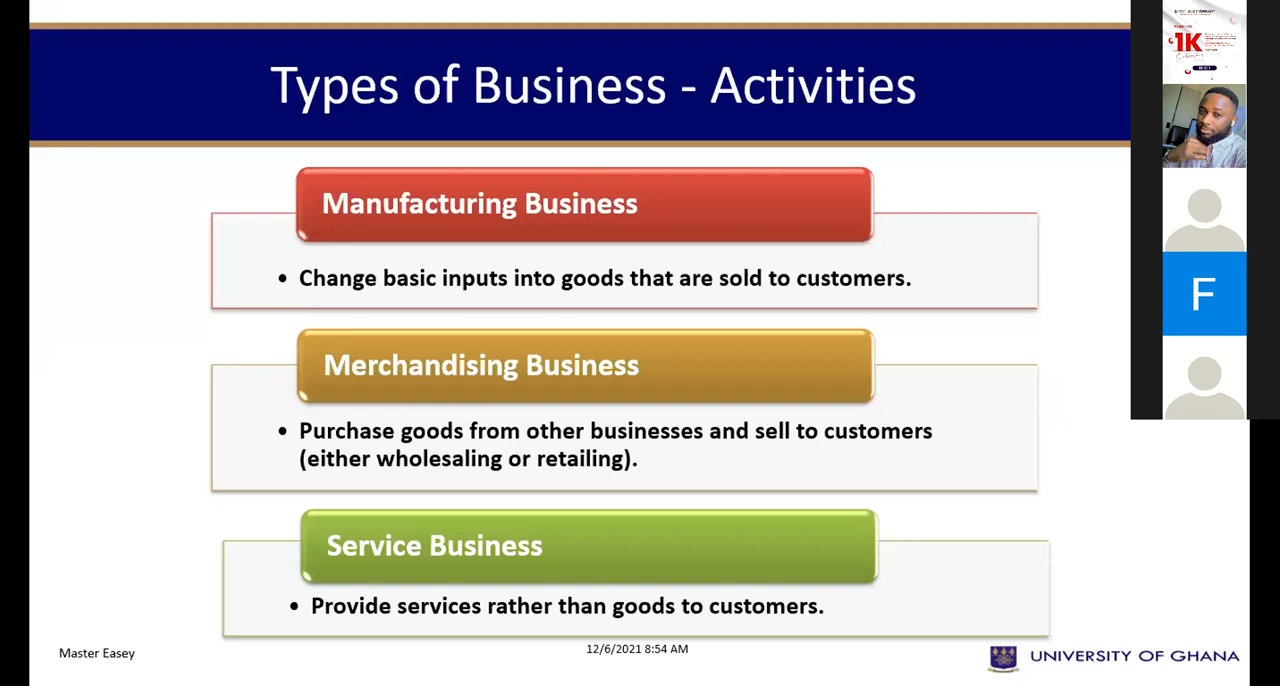 Types of Business - Activities
1K
Manufacturing Business
• Change basic inputs into goods that are sold to customers.
F
Merchandising Business
• Purchase goods from other businesses and sell to customers
(either wholesaling or retailing).
Service Business
• Provide services rather than goods to customers.
Master Easey
12/6/2021 8:54 AM
UNIVERSITY OF GHANA